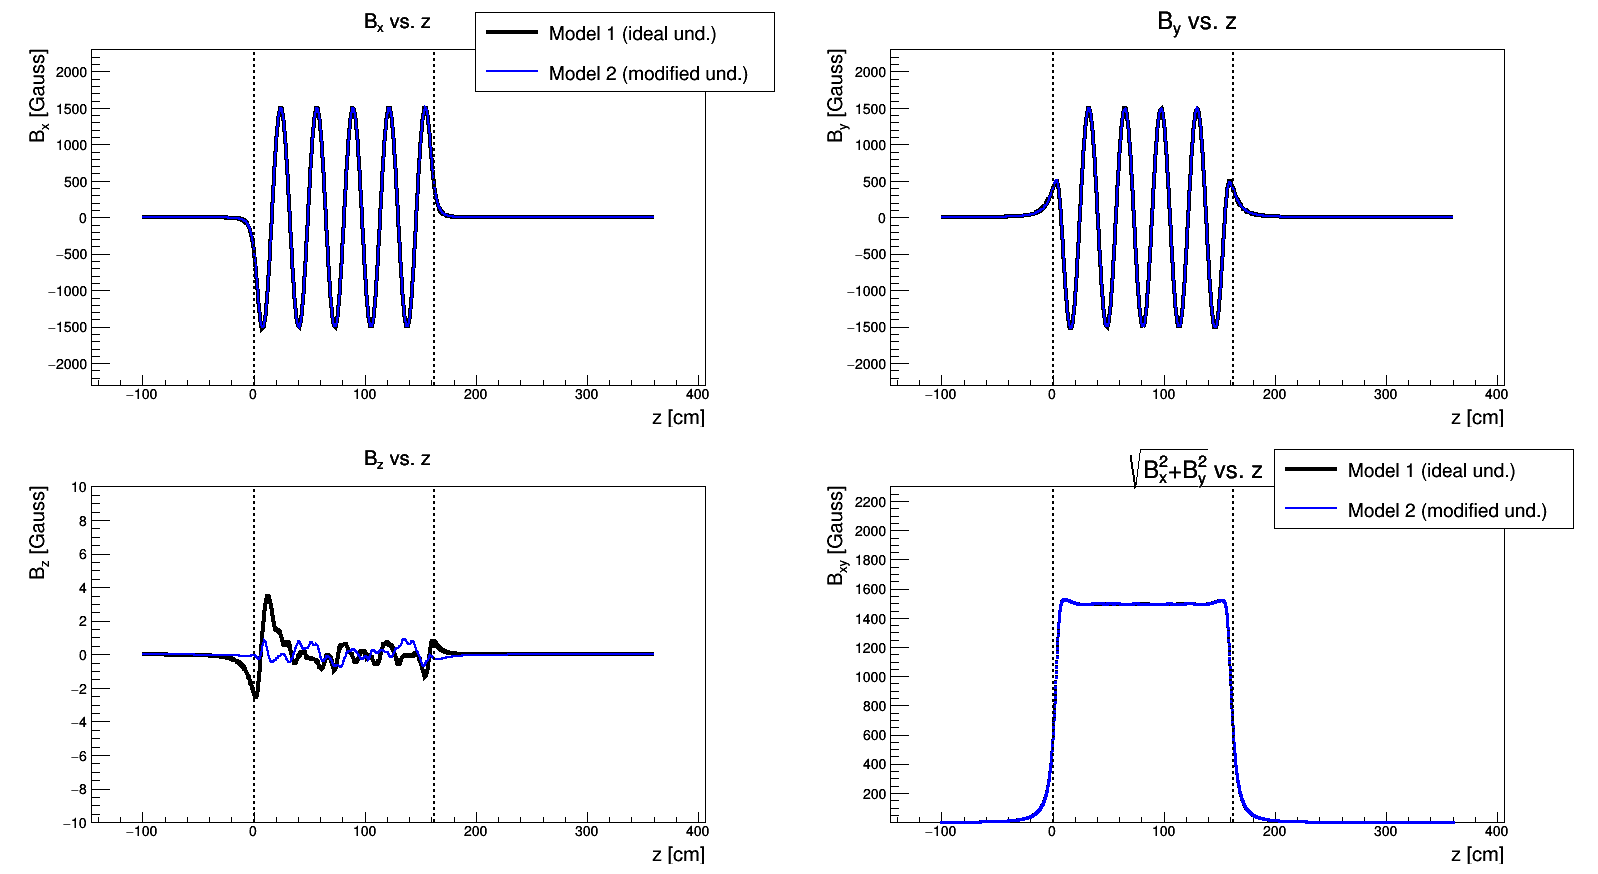 Bx vs. z
Model 1 (ideal und.)
Model 2 (modified und.)
Bx [Gauss]
2000
1500
1000
500
0
−500
−1000
−1500
−2000
−100 0 100 200 300 400
z [cm]
By vs. z
By [Gauss]
2000
1500
1000
500
0
−500
−1000
−1500
−2000
−100 0 100 200 300 400
z [cm]
Bz vs. z
Bz [Gauss]
10
8
6
4
2
0
−2
−4
−6
−8
−10
−100 0 100 200 300 400
z [cm]
√Bx²+By² vs. z
Model 1 (ideal und.)
Model 2 (modified und.)
Bxy [Gauss]
2200
2000
1800
1600
1400
1200
1000
800
600
400
200
−100 0 100 200 300 400
z [cm]